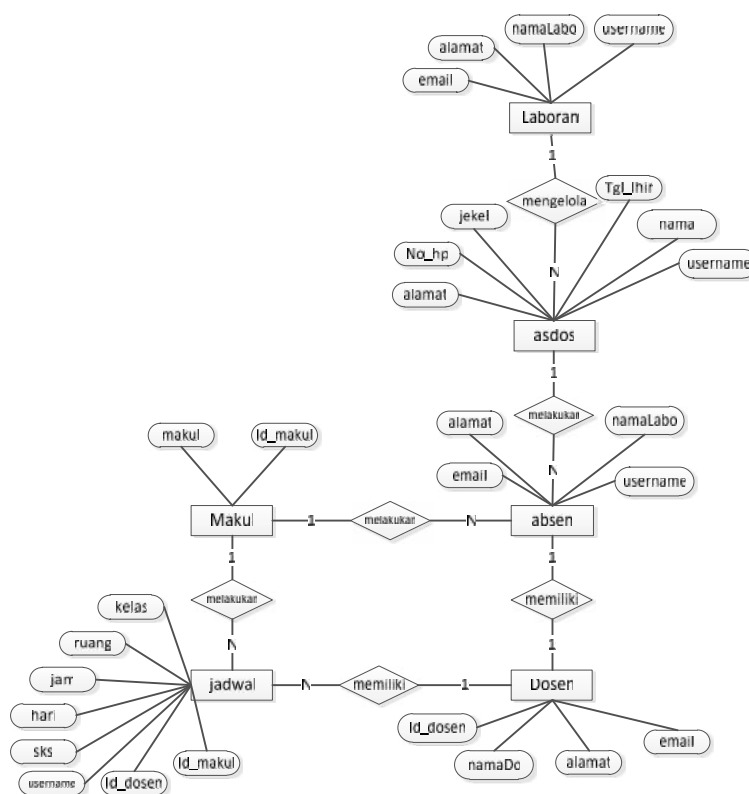 namaLabo
username
alamat
email
Laboran
1
mengelola
Tgl_lhir
jekel
nama
No_hp
username
alamat
N
asdos
1
melakukan
alamat
namaLabo
makul
Id_makul
email
N
username
Makul
1
melakukan
N
absen
1
1
kelas
melakukan
memiliki
ruang
N
1
jam
jadwal
N
memiliki
1
Dosen
hari
Id_dosen
sks
Id_makul
email
username
Id_dosen
namaDo
alamat